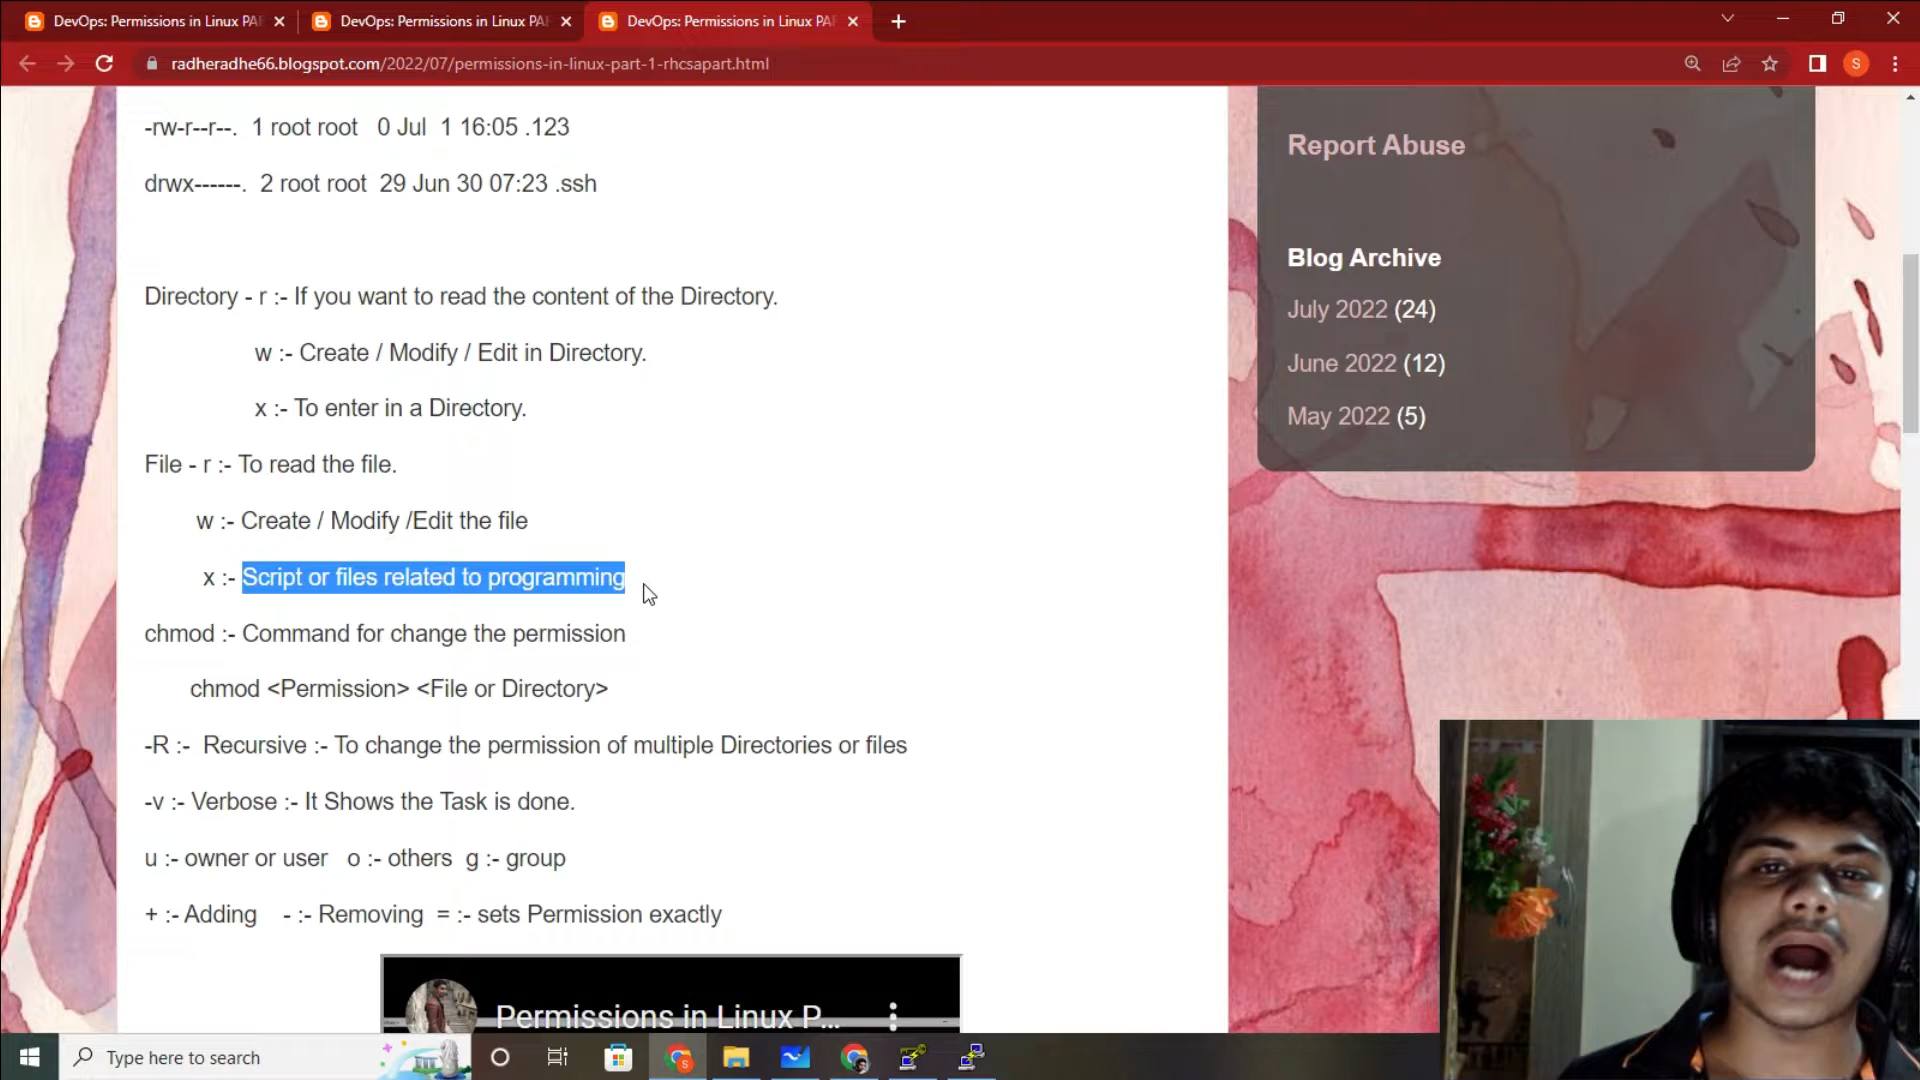 DevOps: Permissions in Linux PAR
DevOps: Permissions in Linux PAR
DevOps: Permissions in Linux PAR
radheradhe66.blogspot.com/2022/07/permissions-in-linux-part-1-rhcsapart.html
S
-rw-r--r--. 1 root root 0 Jul 1 16:05 .123
drwx------. 2 root root 29 Jun 30 07:23 .ssh
Directory - r :- If you want to read the content of the Directory.
w :- Create / Modify / Edit in Directory.
x :- To enter in a Directory.
File - r :- To read the file.
w :- Create / Modify /Edit the file
x :- Script or files related to programming
chmod :- Command for change the permission
chmod <Permission> <File or Directory>
-R :- Recursive :- To change the permission of multiple Directories or files
-v :- Verbose :- It Shows the Task is done.
u :- owner or user o :- others g :- group
+ :- Adding - :- Removing = :- sets Permission exactly
Permissions in Linux P...
Report Abuse
Blog Archive
July 2022 (24)
June 2022 (12)
May 2022 (5)
Type here to search
S